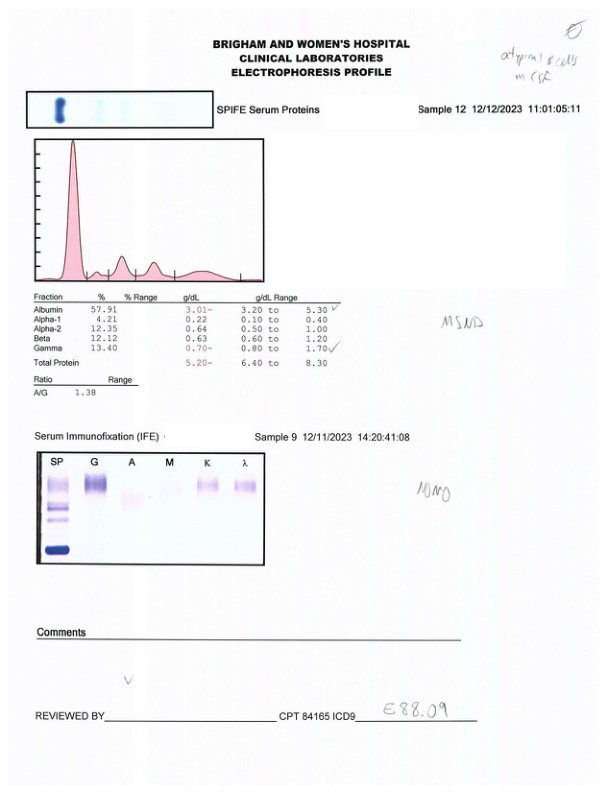 BRIGHAM AND WOMEN'S HOSPITAL
CLINICAL LABORATORIES
ELECTROPHORESIS PROFILE
atypical B cells
in CSF
SPIFE Serum Proteins Sample 12 12/12/2023 11:01:05:11
Fraction % % Range g/dL g/dL Range
Albumin 57.91 3.01- 3.20 to 5.30 ✓
Alpha-1 4.21 0.22 0.10 to 0.40
Alpha-2 12.35 0.64 0.50 to 1.00
Beta 12.12 0.63 0.60 to 1.20
Gamma 13.40 0.70- 0.80 to 1.70 ✓
Total Protein 5.20- 6.40 to 8.30
MSND
Ratio Range
A/G 1.38
Serum Immunofixation (IFE) Sample 9 12/11/2023 14:20:41:08
SP G A M K λ
NOMO
Comments
REVIEWED BY CPT 84165 ICD9 E88.09